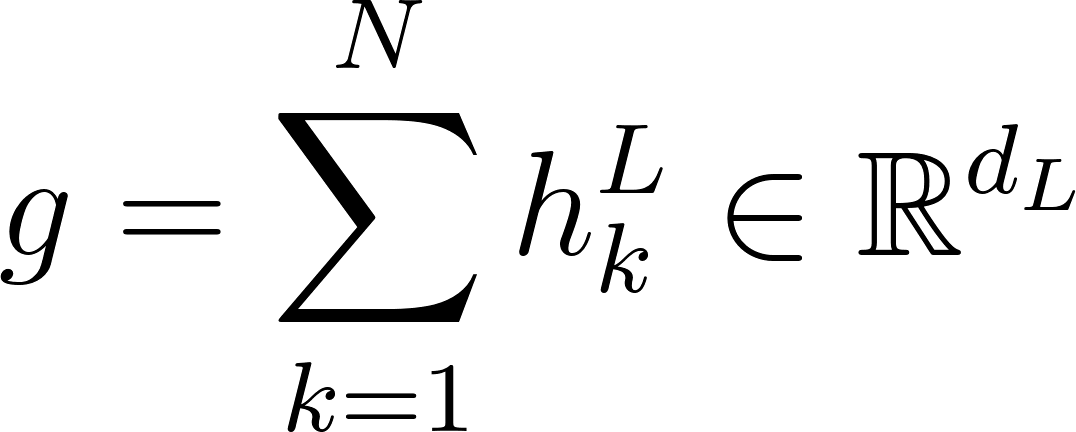 $g = \sum_{k=1}^{N} h_k^L \in \mathbb{R}^{d_L}$